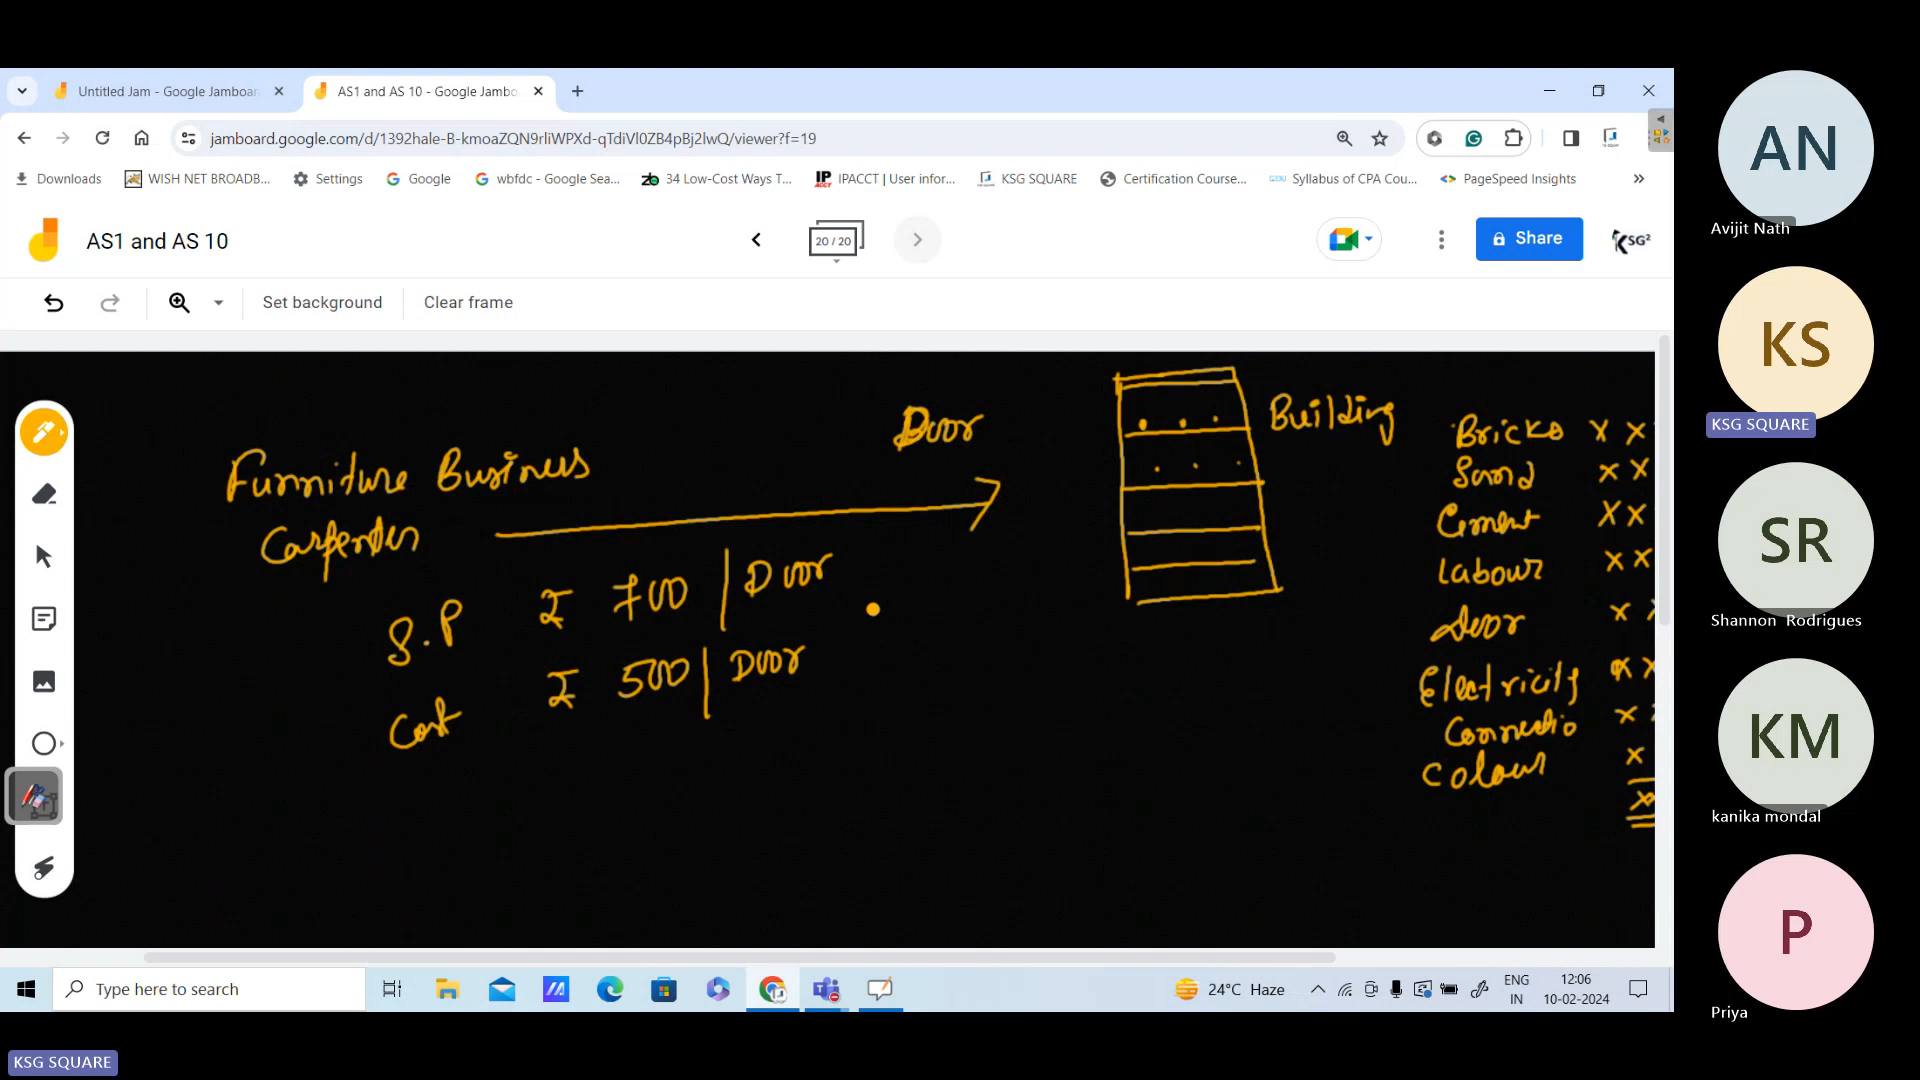 Untitled Jam - Google Jamboar
AS1 and AS 10 - Google Jambo
jamboard.google.com/d/1392hale-B-kmoaZQN9rliWPXd-qTdiVl0ZB4pBj2lwQ/viewer?f=19
Downloads
WISH NET BROADB...
Settings
Google
wbfdc - Google Sea...
34 Low-Cost Ways T...
IPACCT | User infor...
KSG SQUARE
Certification Course...
Syllabus of CPA Cou...
PageSpeed Insights
AS1 and AS 10
20 / 20
Share
KSG²
Set background
Clear frame
Furniture Business
Carpenter
Door
Building
S.P ₹ 700 | Door
Cost ₹ 500 | Door
Bricks X X
Sand X X
Cement X X
Labour X X
Door X
Electricity X X
Connectio X
Colour X
X
Type here to search
24°C Haze
ENG
IN
12:06
10-02-2024
AN
Avijit Nath
KS
KSG SQUARE
SR
Shannon Rodrigues
KM
kanika mondal
P
Priya
KSG SQUARE